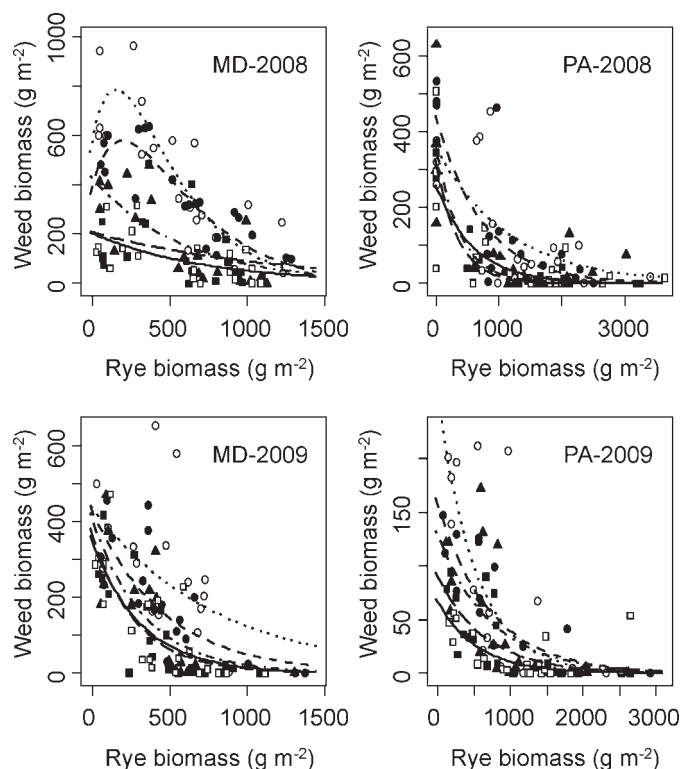 MD-2008
Weed biomass (g m-2)
0 200 600 1000
0 500 1000 1500
Rye biomass (g m-2)
PA-2008
Weed biomass (g m-2)
0 200 400 600
0 1000 3000
Rye biomass (g m-2)
MD-2009
Weed biomass (g m-2)
0 200 400 600
0 500 1000 1500
Rye biomass (g m-2)
PA-2009
Weed biomass (g m-2)
0 50 150
0 1000 2000 3000
Rye biomass (g m-2)